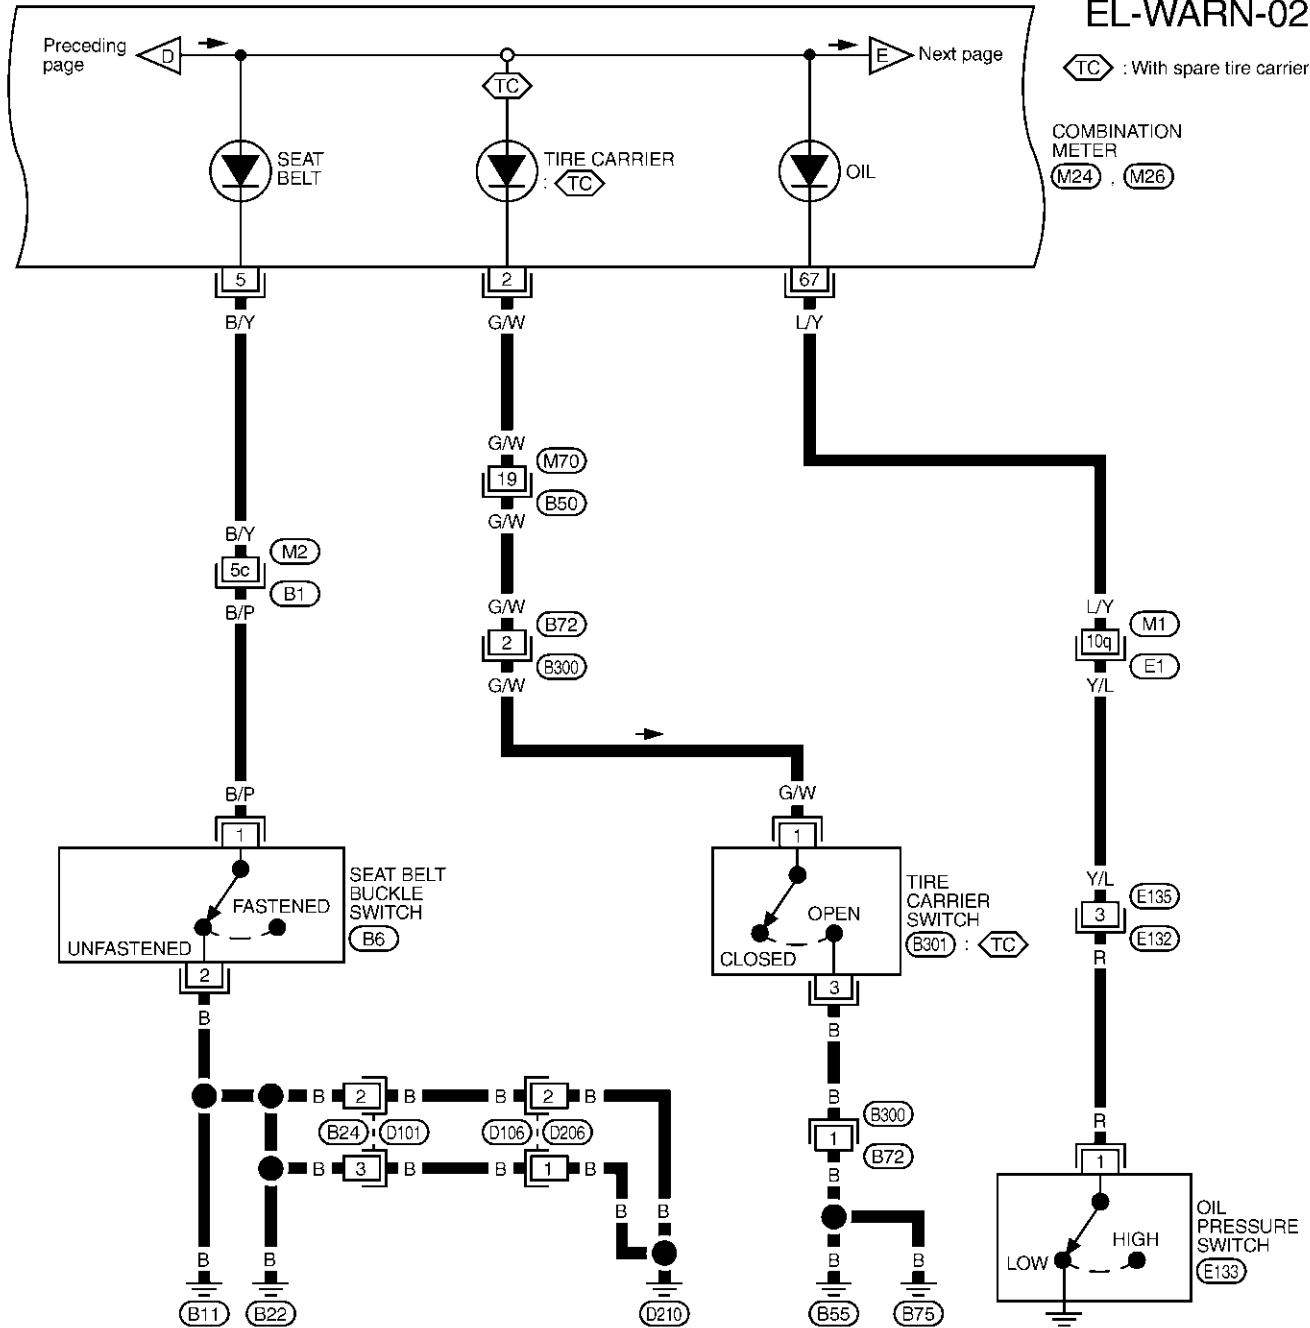 EL-WARN-02
Preceding
page
D
E
Next page
TC : With spare tire carrier
TC
COMBINATION
METER
M24 , M26
SEAT
BELT
TIRE CARRIER
: TC
OIL
5
2
67
B/Y
G/W
L/Y
G/W
M70
19
B50
G/W
B/Y
M2
5c
B1
B/P
G/W
B72
2
B300
G/W
L/Y
M1
10q
E1
Y/L
B/P
1
G/W
1
SEAT BELT
BUCKLE
SWITCH
B6
FASTENED
UNFASTENED
2
TIRE
CARRIER
SWITCH
B301 : TC
OPEN
CLOSED
3
Y/L
E135
3
E132
R
B
B
B 2 B B 2 B
B24 D101 D106 D206
B 3 B B 1 B
B
B300
1
B72
B
R
1
B B
B B
B B
OIL
PRESSURE
SWITCH
E133
HIGH
LOW
B11 B22 D210 B55 B75